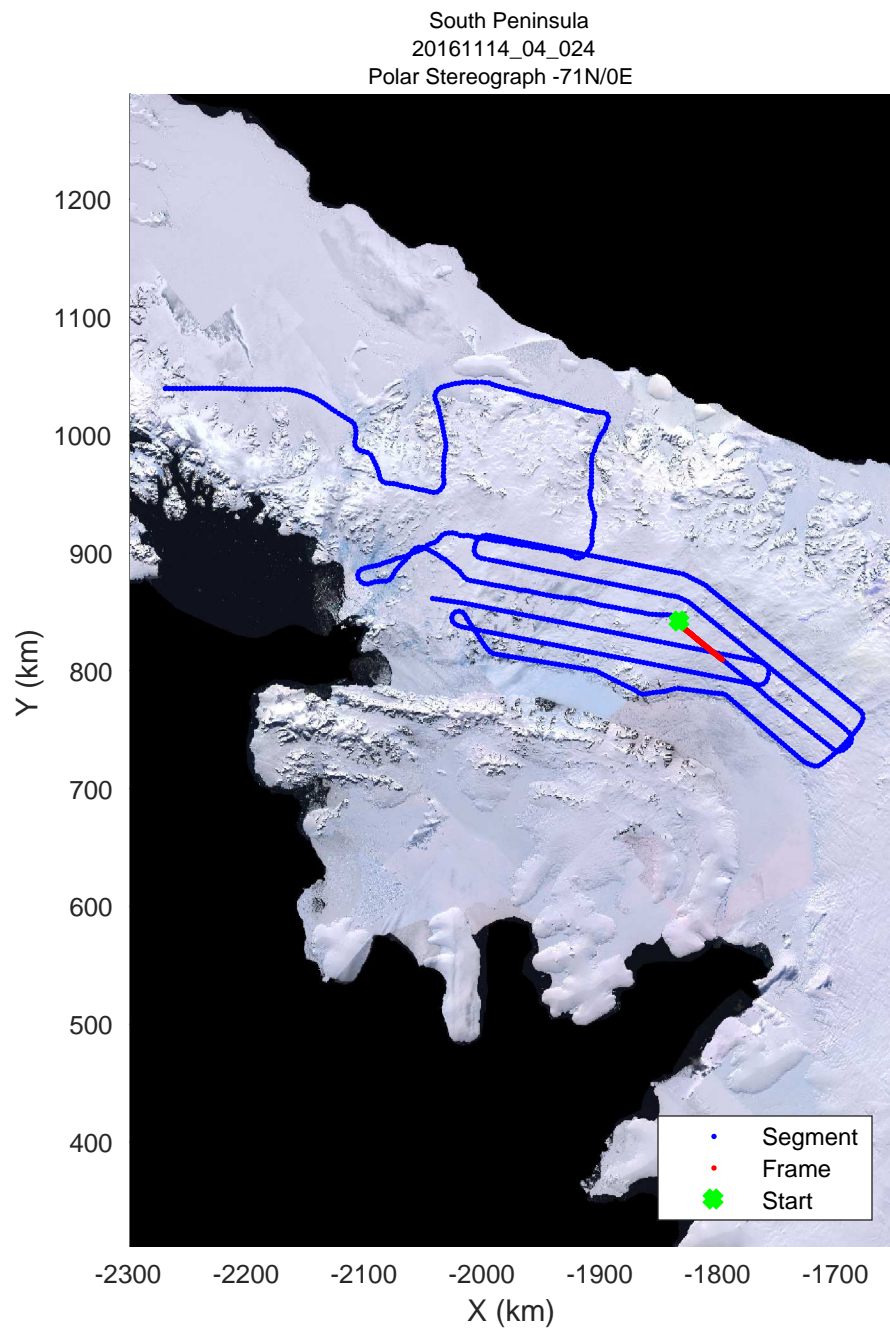 South Peninsula
20161114_04_024
Polar Stereograph -71N/0E
1200
1100
1000
900
800
700
600
500
400
Y (km)
Segment
Frame
Start
-2300 -2200 -2100 -2000 -1900 -1800 -1700
X (km)